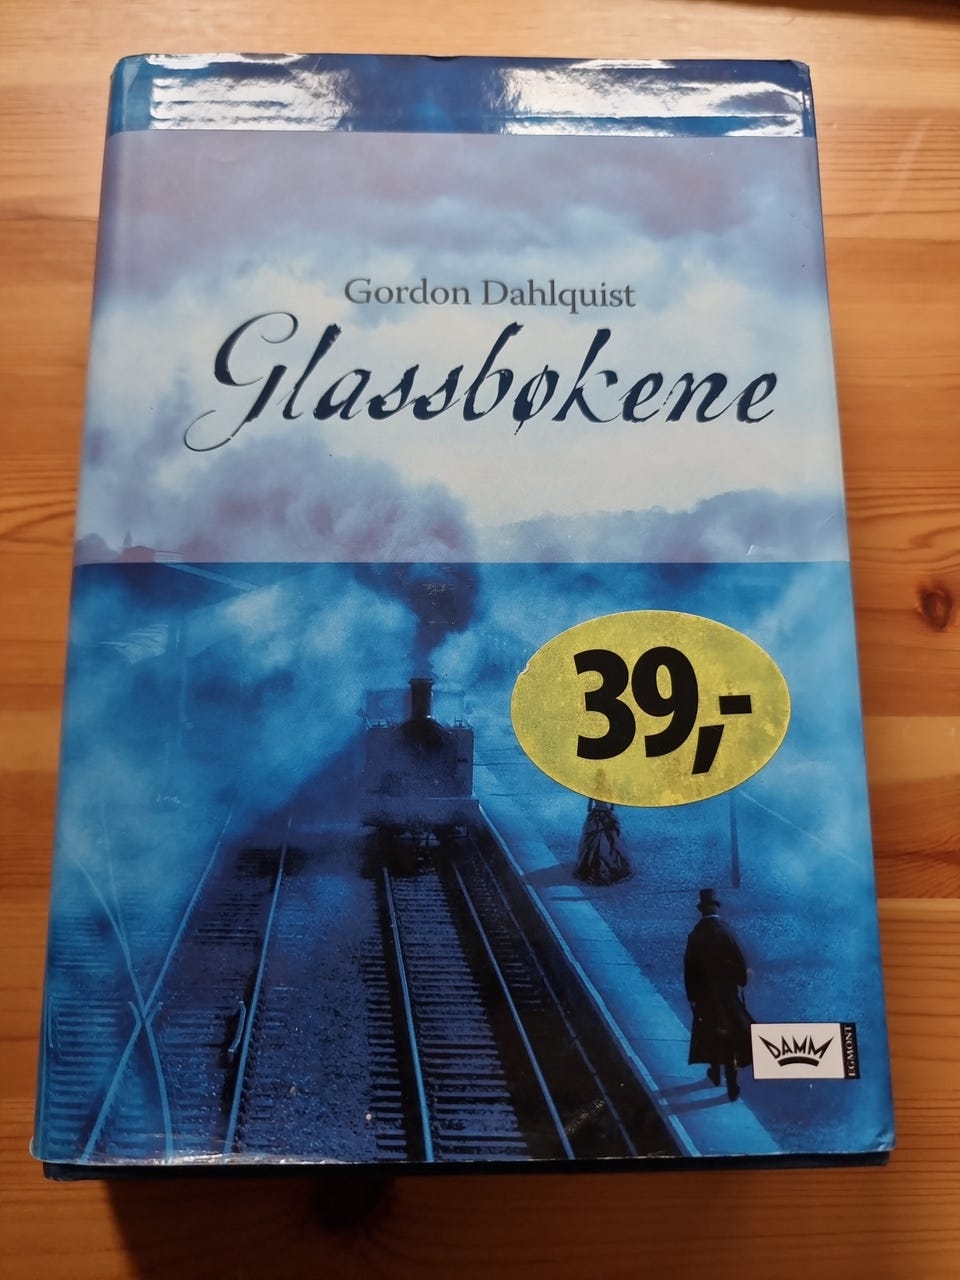 Gordon Dahlquist
Glassbøkene
39,-
DAMM
EGMONT